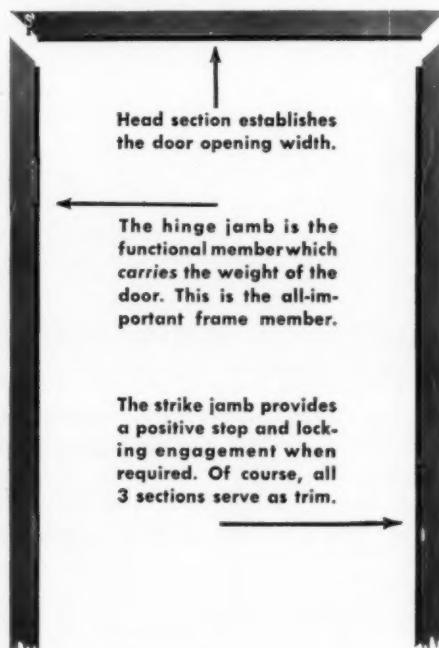 Head section establishes
the door opening width.
The hinge jamb is the
functional member which
carries the weight of the
door. This is the all-im-
portant frame member.
The strike jamb provides
a positive stop and lock-
ing engagement when
required. Of course, all
3 sections serve as trim.